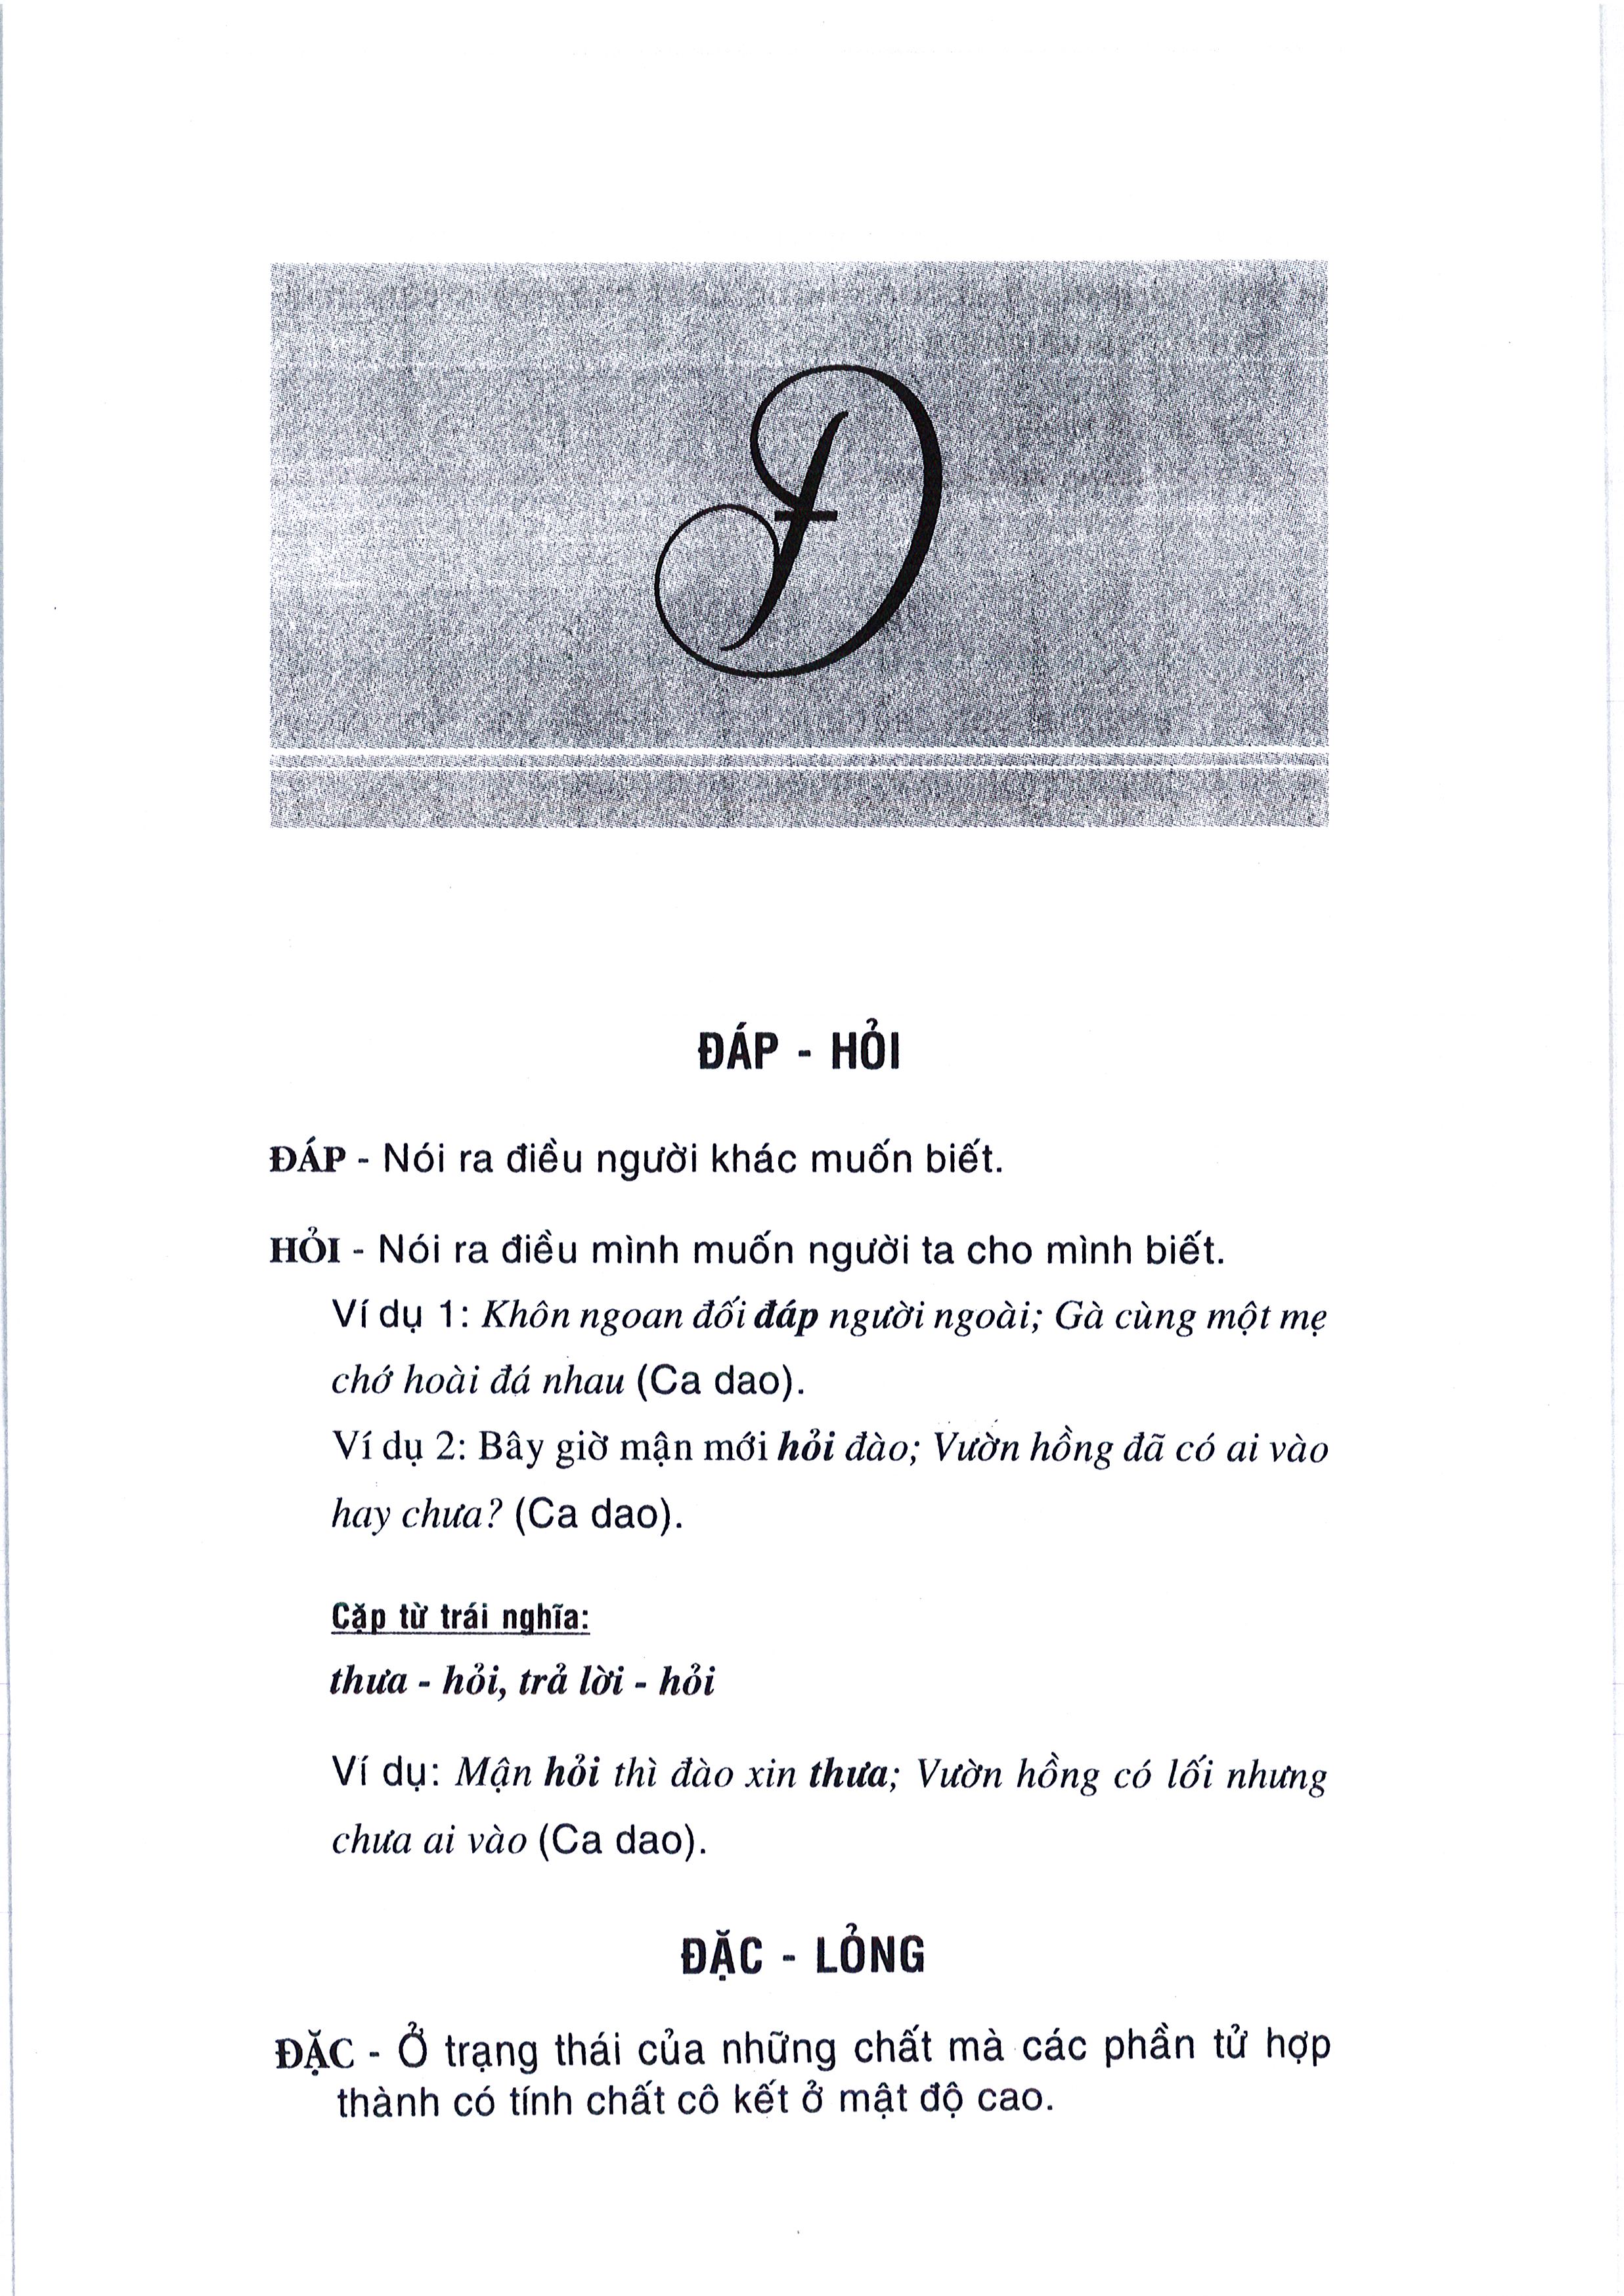 Đ
ĐÁP - HỎI
ĐÁP - Nói ra điều người khác muốn biết.
HỎI - Nói ra điều mình muốn người ta cho mình biết.
Ví dụ 1: Khôn ngoan đối đáp người ngoài; Gà cùng một mẹ
chớ hoài đá nhau (Ca dao).
Ví dụ 2: Bây giờ mận mới hỏi đào; Vườn hồng đã có ai vào
hay chưa? (Ca dao).
Cặp từ trái nghĩa:
thưa - hỏi, trả lời - hỏi
Ví dụ: Mận hỏi thì đào xin thưa; Vườn hồng có lối nhưng
chưa ai vào (Ca dao).
ĐẶC - LỎNG
ĐẶC - Ở trạng thái của những chất mà các phần tử hợp
thành có tính chất cô kết ở mật độ cao.